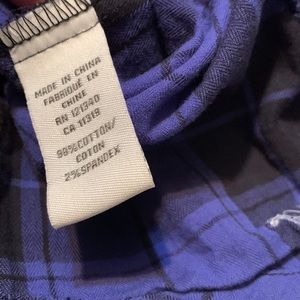 MADE IN CHINA
FABRIQUÉ EN
CHINE
RN 121340
CA 11319
98%COTTON/
COTON
2%SPANDEX